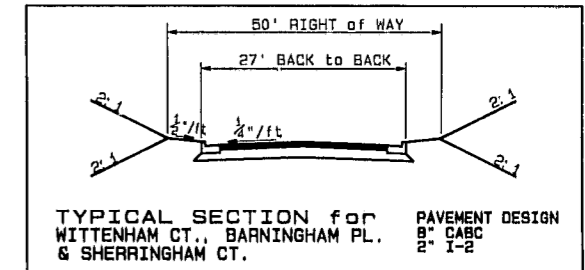 50' RIGHT of WAY
27' BACK to BACK
2:1
2:1
1/2"/ft
1/4"/ft
2:1
2:1
TYPICAL SECTION for
WITTENHAM CT., BARNINGHAM PL.
& SHERRINGHAM CT.
PAVEMENT DESIGN
8" CABC
2" I-2